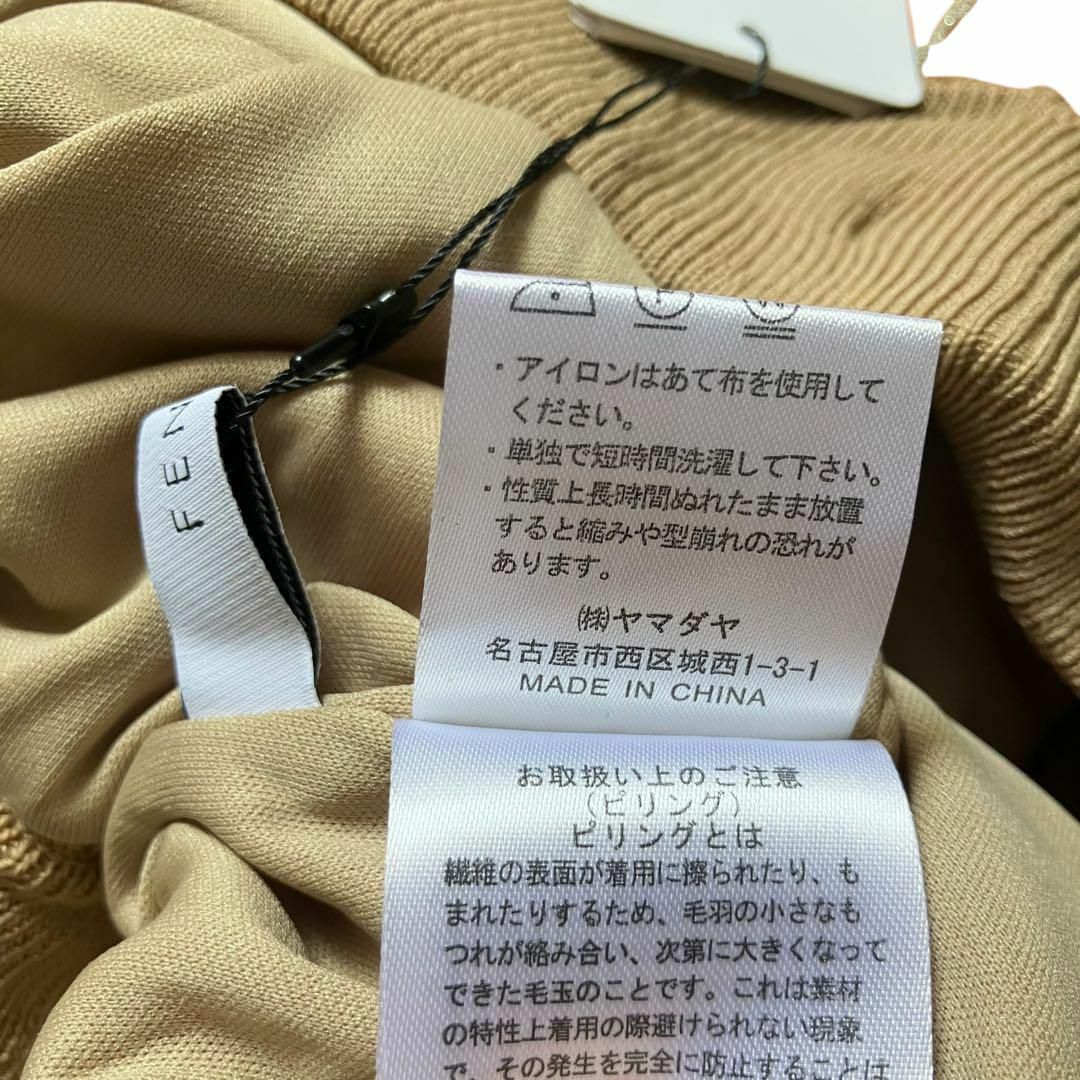 FEN
・アイロンはあて布を使用して
ください。
・単独で短時間洗濯して下さい。
・性質上長時間ぬれたまま放置
すると縮みや型崩れの恐れが
あります。
㈱ヤマダヤ
名古屋市西区城西1-3-1
MADE IN CHINA
お取扱い上のご注意
(ピリング)
ピリングとは
繊維の表面が着用に擦られたり、も
まれたりするため、毛羽の小さなも
つれが絡み合い、次第に大きくなって
できた毛玉のことです。これは素材
の特性上着用の際避けられない現象
で、その発生を完全に防止することは